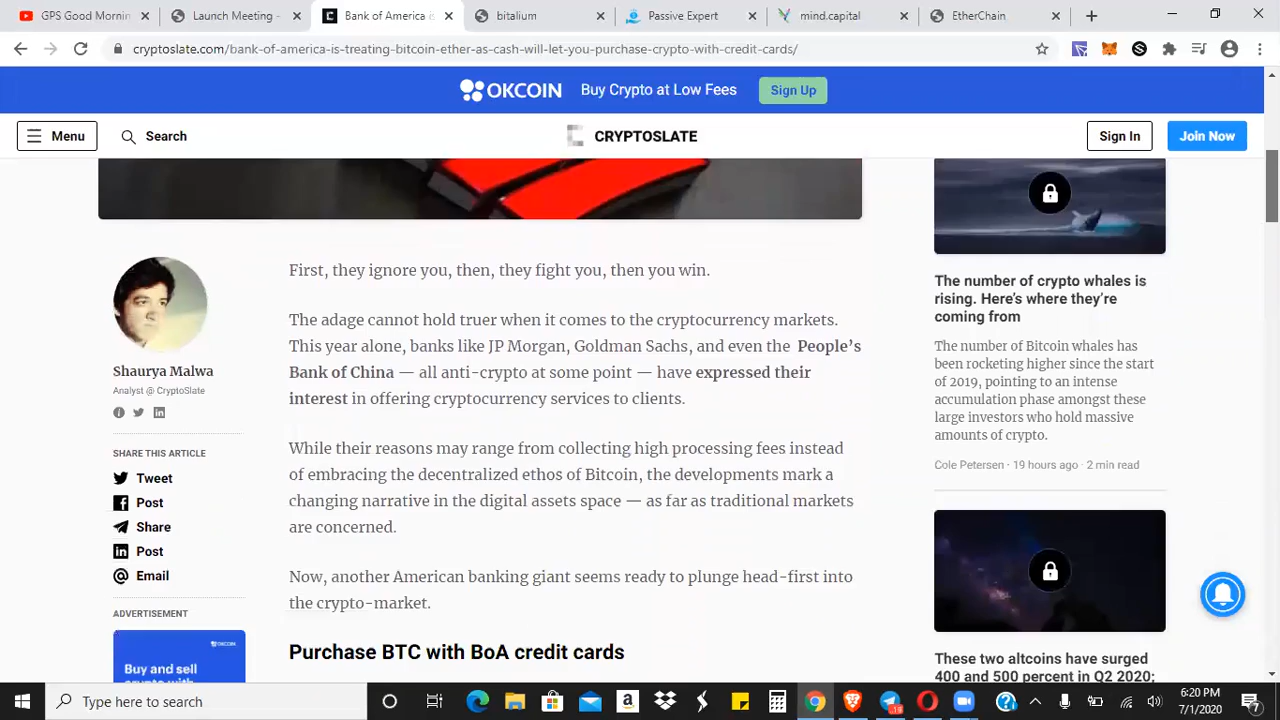 GPS Good Mornin
Launch Meeting -
Bank of America is
bitalium
Passive Expert
mind.capital
EtherChain
cryptoslate.com/bank-of-america-is-treating-bitcoin-ether-as-cash-will-let-you-purchase-crypto-with-credit-cards/
OKCOIN Buy Crypto at Low Fees Sign Up
Menu Search CRYPTOSLATE Sign In Join Now
First, they ignore you, then, they fight you, then you win.
The adage cannot hold truer when it comes to the cryptocurrency markets.
This year alone, banks like JP Morgan, Goldman Sachs, and even the People's
Bank of China — all anti-crypto at some point — have expressed their
interest in offering cryptocurrency services to clients.
While their reasons may range from collecting high processing fees instead
of embracing the decentralized ethos of Bitcoin, the developments mark a
changing narrative in the digital assets space — as far as traditional markets
are concerned.
Now, another American banking giant seems ready to plunge head-first into
the crypto-market.
Purchase BTC with BoA credit cards
Shaurya Malwa
Analyst @ CryptoSlate
SHARE THIS ARTICLE
Tweet
Post
Share
Post
Email
ADVERTISEMENT
OKCOIN
Buy and sell
crypto with
The number of crypto whales is
rising. Here's where they're
coming from
The number of Bitcoin whales has
been rocketing higher since the start
of 2019, pointing to an intense
accumulation phase amongst these
large investors who hold massive
amounts of crypto.
Cole Petersen · 19 hours ago · 2 min read
These two altcoins have surged
400 and 500 percent in Q2 2020;
Type here to search
6:20 PM
7/1/2020